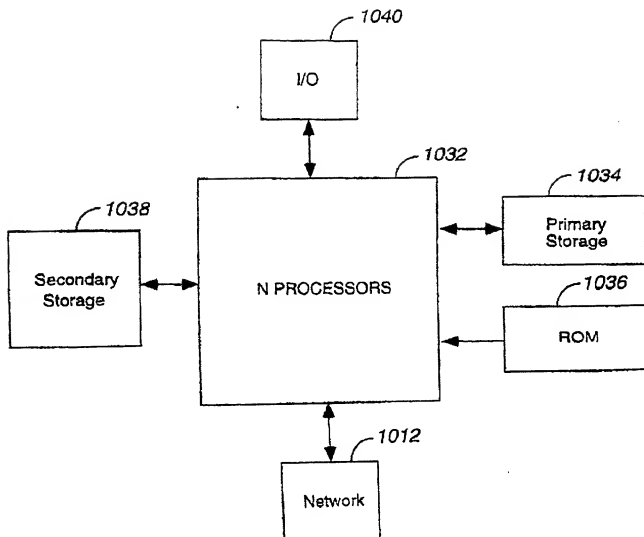 1040
I/O
1032
1034
1038
Primary
Storage
Secondary
Storage
N PROCESSORS
1036
ROM
1012
Network